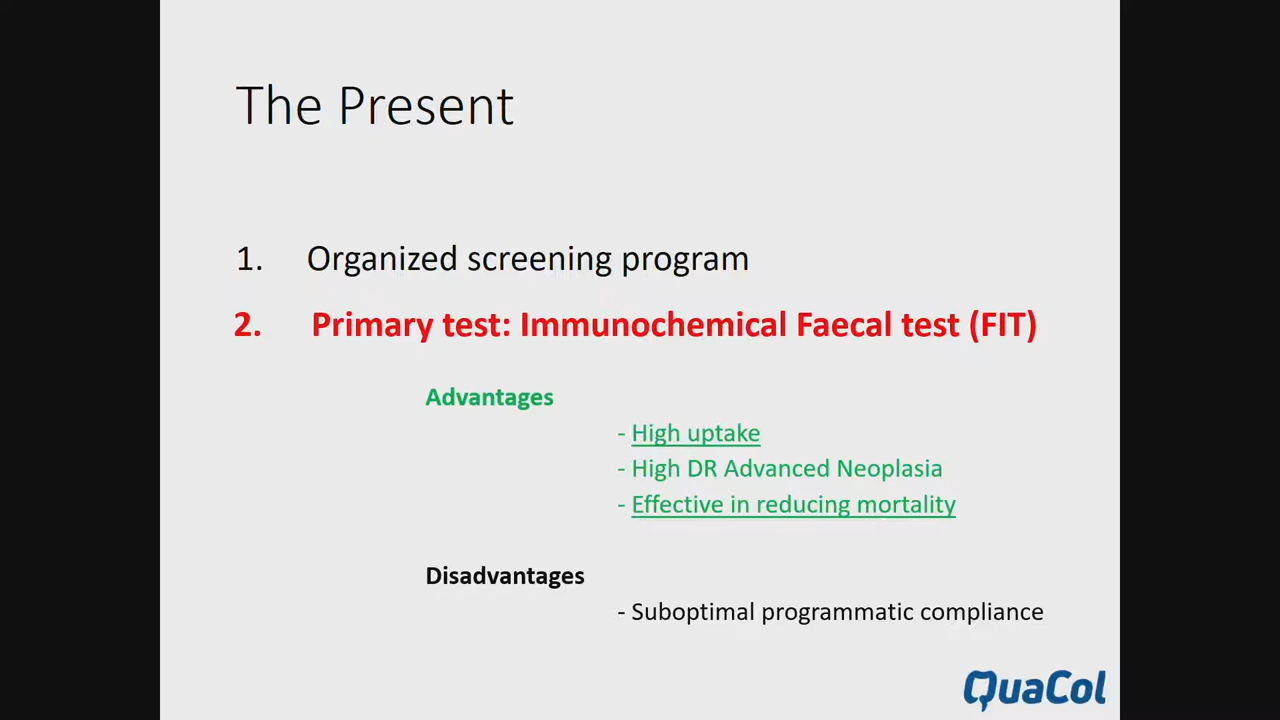 The Present
1. Organized screening program
2. Primary test: Immunochemical Faecal test (FIT)
Advantages
- High uptake
- High DR Advanced Neoplasia
- Effective in reducing mortality
Disadvantages
- Suboptimal programmatic compliance
QuaCol